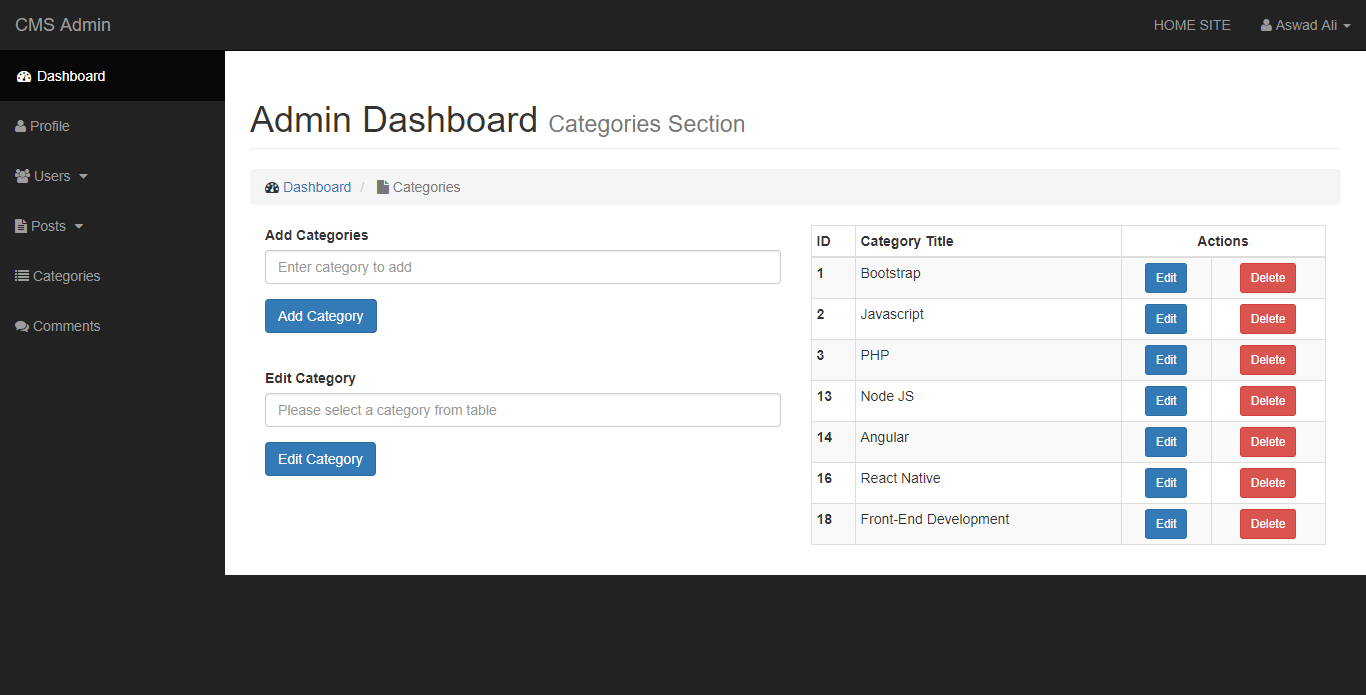 CMS Admin
HOME SITE
Aswad Ali
Dashboard
Profile
Users
Posts
Categories
Comments
Admin Dashboard Categories Section
Dashboard / Categories
Add Categories
Enter category to add
Add Category
Edit Category
Please select a category from table
Edit Category
ID Category Title Actions
1 Bootstrap Edit Delete
2 Javascript Edit Delete
3 PHP Edit Delete
13 Node JS Edit Delete
14 Angular Edit Delete
16 React Native Edit Delete
18 Front-End Development Edit Delete